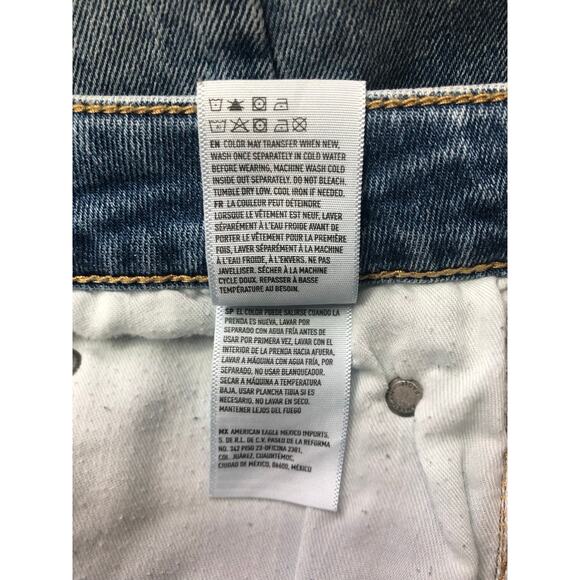 EN COLOR MAY TRANSFER WHEN NEW,
WASH ONCE SEPARATELY IN COLD WATER
BEFORE WEARING, MACHINE WASH COLD
INSIDE OUT SEPARATELY. DO NOT BLEACH.
TUMBLE DRY LOW. COOL IRON IF NEEDED.
FR LA COULEUR PEUT DÉTEINDRE
LORSQUE LE VÊTEMENT EST NEUF, LAVER
SÉPARÉMENT À L'EAU FROIDE AVANT DE
PORTER LE VÊTEMENT POUR LA PREMIÈRE
FOIS, LAVER SÉPARÉMENT À LA MACHINE
À L'EAU FROIDE, À L'ENVERS. NE PAS
JAVELLISER. SÉCHER À LA MACHINE
CYCLE DOUX. REPASSER À BASSE
TEMPÉRATURE AU BESOIN.
SP EL COLOR PUEDE SALIRSE CUANDO LA
PRENDA ES NUEVA, LAVAR POR
SEPARADO CON AGUA FRÍA ANTES DE
USAR POR PRIMERA VEZ, LAVAR CON EL
INTERIOR DE LA PRENDA HACIA AFUERA,
LAVAR A MÁQUINA CON AGUA FRÍA, POR
SEPARADO. NO USAR BLANQUEADOR.
SECAR A MÁQUINA A TEMPERATURA
BAJA, USAR PLANCHA TIBIA SI ES
NECESARIO. NO LAVAR EN SECO.
MANTENER LEJOS DEL FUEGO
MX AMERICAN EAGLE MEXICO IMPORTS,
S. DE R.L. DE C.V. PASEO DE LA REFORMA
NO. 342 PISO 23-OFICINA 2301,
COL. JUÁREZ, CUAUHTEMOC,
CIUDAD DE MÉXICO, 06600, MÉXICO